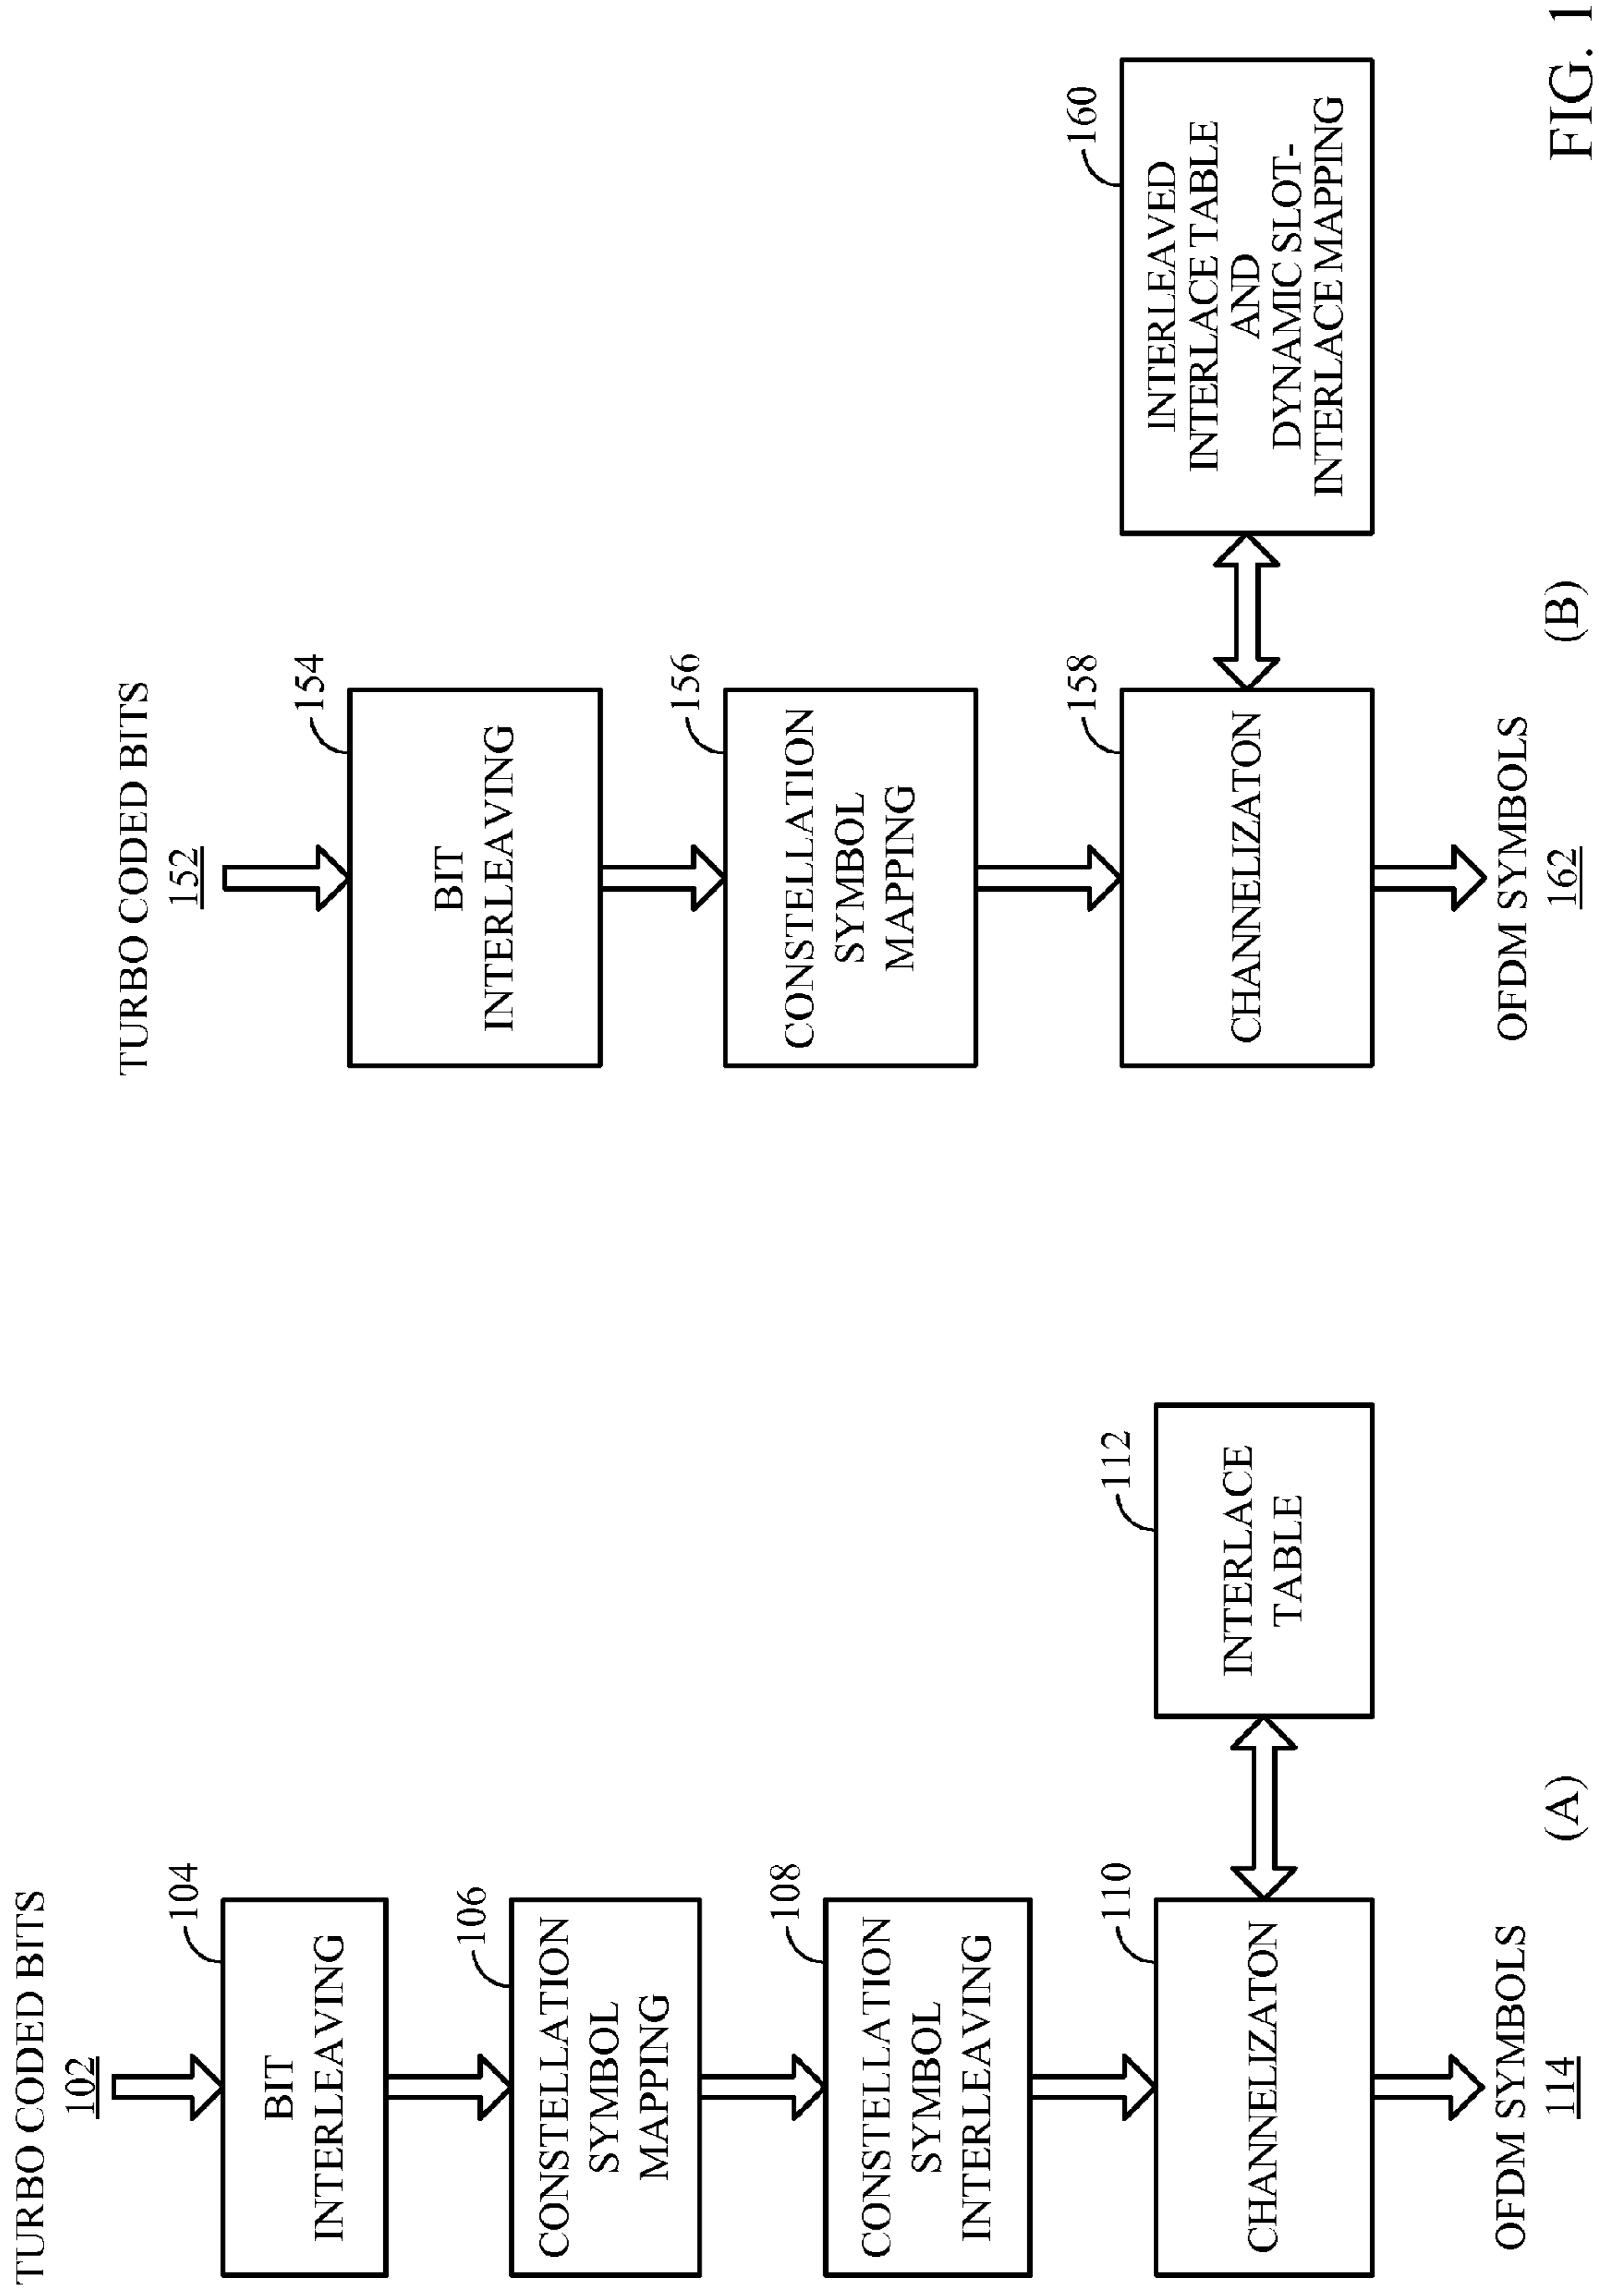 TURBO CODED BITS
102
104
BIT
INTERLEAVING
106
CONSTELLATION
SYMBOL
MAPPING
108
CONSTELLATION
SYMBOL
INTERLEAVING
110
CHANNELIZATON
112
INTERLACE
TABLE
OFDM SYMBOLS
114
(A)
TURBO CODED BITS
152
154
BIT
INTERLEAVING
156
CONSTELLATION
SYMBOL
MAPPING
158
CHANNELIZATON
160
INTERLEAVED
INTERLACE TABLE
AND
DYNAMIC SLOT-
INTERLACE MAPPING
OFDM SYMBOLS
162
(B)
FIG. 1